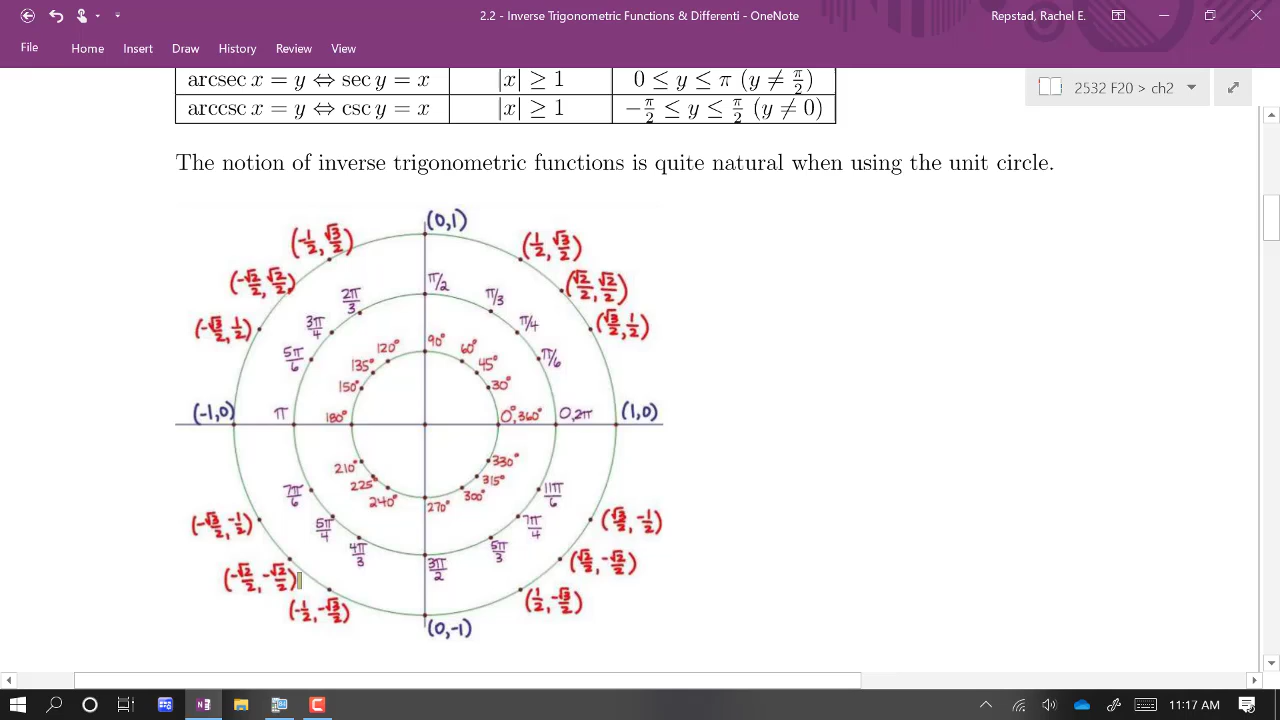 2.2 - Inverse Trigonometric Functions & Differenti - OneNote
Repstad, Rachel E.
File Home Insert Draw History Review View
2532 F20 > ch2
arcsec x = y ⇔ sec y = x |x| ≥ 1 0 ≤ y ≤ π (y ≠ π/2)
arccsc x = y ⇔ csc y = x |x| ≥ 1 −π/2 ≤ y ≤ π/2 (y ≠ 0)
The notion of inverse trigonometric functions is quite natural when using the unit circle.
(0,1)
(-1/2, √3/2) (1/2, √3/2)
(-√2/2, √2/2) (√2/2, √2/2)
(-√3/2, 1/2) (√3/2, 1/2)
2π/3 π/2 π/3
3π/4 π/4
5π/6 π/6
120° 90° 60°
135° 45°
150° 30°
(-1,0) π 180° 0°,360° 0,2π (1,0)
210° 330°
225° 315°
240° 270° 300°
7π/6 11π/6
5π/4 7π/4
4π/3 3π/2 5π/3
(-√3/2, -1/2) (√3/2, -1/2)
(-√2/2, -√2/2) (√2/2, -√2/2)
(-1/2, -√3/2) (1/2, -√3/2)
(0,-1)
11:17 AM